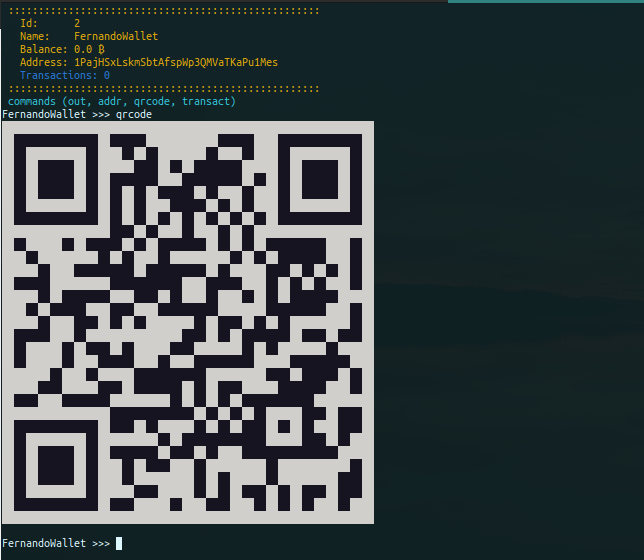 ::::::::::::::::::::::::::::::::::::::::::::::::::::
Id: 2
Name: FernandoWallet
Balance: 0.0 ₿
Address: 1PajHSxLskmSbtAfspWp3QMVaTKaPu1Mes
Transactions: 0
::::::::::::::::::::::::::::::::::::::::::::::::::::
commands (out, addr, qrcode, transact)
FernandoWallet >>> qrcode
FernandoWallet >>>